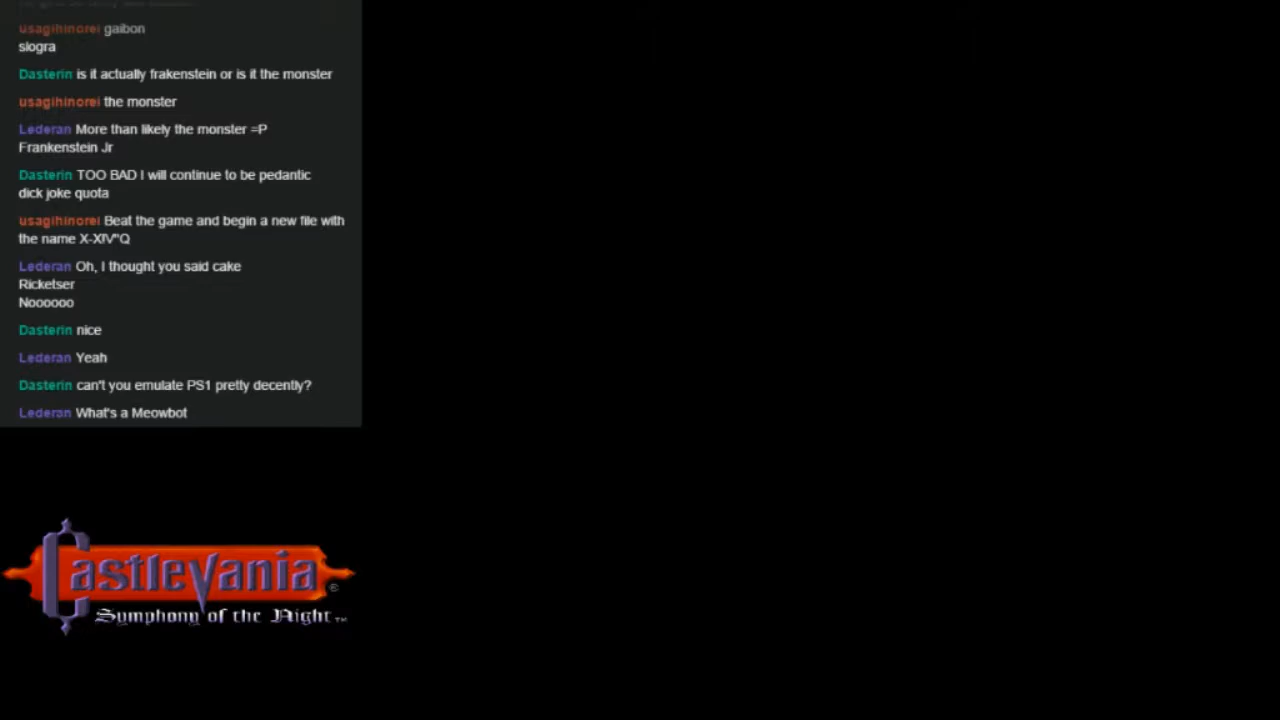 usagihinorei gaibon
slogra
Dasterin is it actually frakenstein or is it the monster
usagihinorei the monster
Lederan More than likely the monster =P
Frankenstein Jr
Dasterin TOO BAD I will continue to be pedantic
dick joke quota
usagihinorei Beat the game and begin a new file with
the name X-XIV"Q
Lederan Oh, I thought you said cake
Ricketser
Noooooo
Dasterin nice
Lederan Yeah
Dasterin can't you emulate PS1 pretty decently?
Lederan What's a Meowbot
Castlevania®
Symphony of the Night™